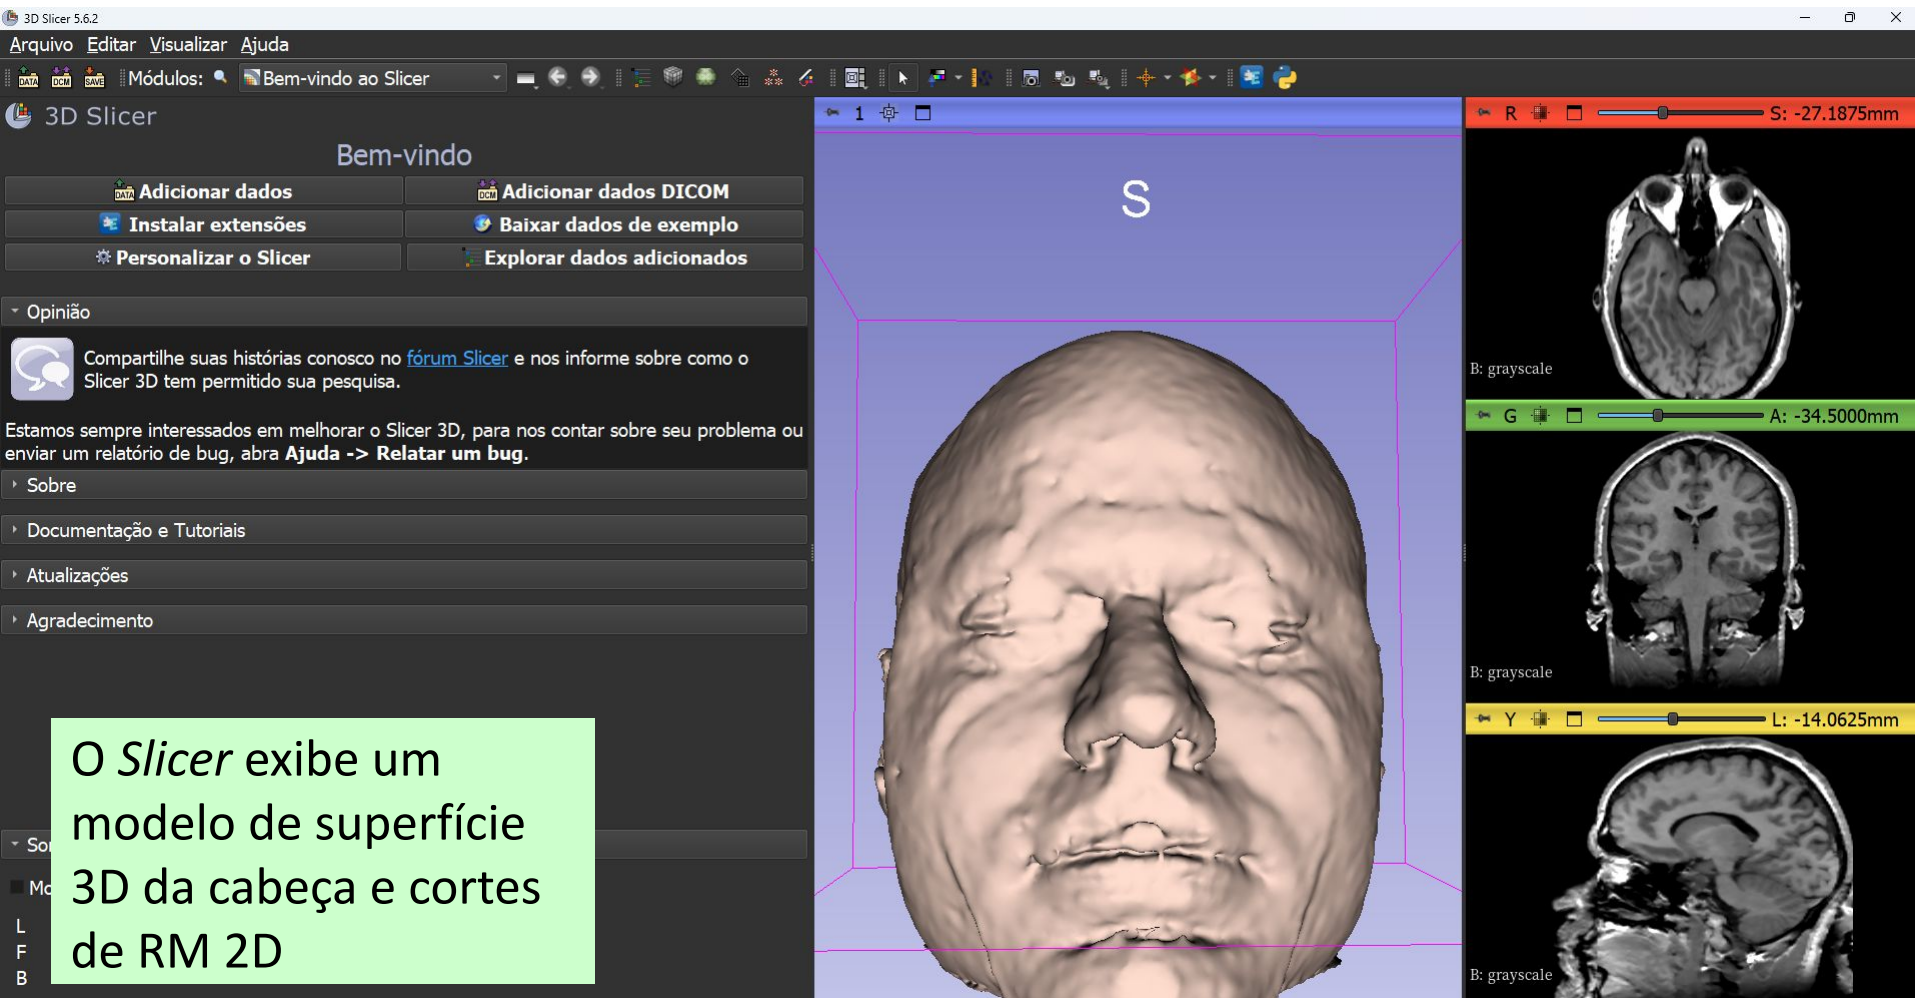 3D Slicer 5.6.2
Arquivo Editar Visualizar Ajuda
DATA DCM SAVE Módulos: Bem-vindo ao Slicer
3D Slicer
Bem-vindo
DATA Adicionar dados
DCM Adicionar dados DICOM
Instalar extensões
Baixar dados de exemplo
Personalizar o Slicer
Explorar dados adicionados
Opinião
Compartilhe suas histórias conosco no fórum Slicer e nos informe sobre como o
Slicer 3D tem permitido sua pesquisa.
Estamos sempre interessados em melhorar o Slicer 3D, para nos contar sobre seu problema ou
enviar um relatório de bug, abra Ajuda -> Relatar um bug.
Sobre
Documentação e Tutoriais
Atualizações
Agradecimento
L
F
B
O Slicer exibe um
modelo de superfície
3D da cabeça e cortes
de RM 2D
1
S
R S: -27.1875mm
B: grayscale
G A: -34.5000mm
B: grayscale
Y L: -14.0625mm
B: grayscale